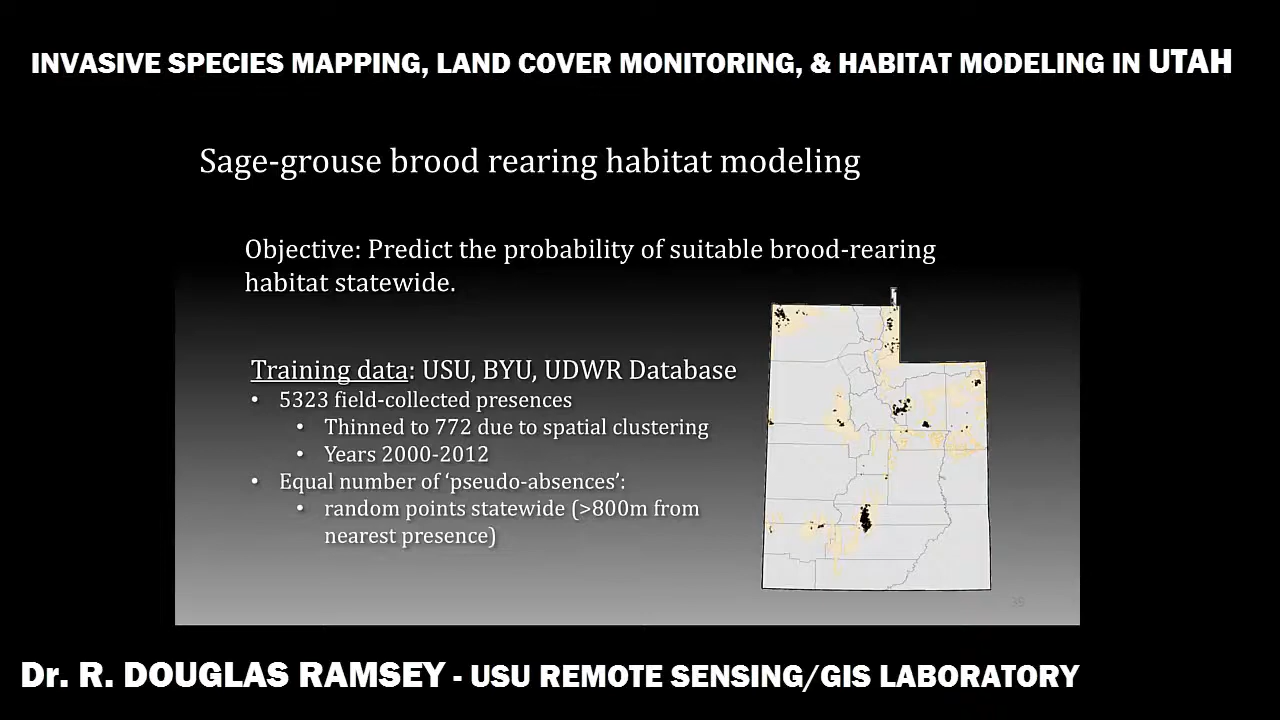 INVASIVE SPECIES MAPPING, LAND COVER MONITORING, & HABITAT MODELING IN UTAH
Sage-grouse brood rearing habitat modeling
Objective: Predict the probability of suitable brood-rearing
habitat statewide.
Training data: USU, BYU, UDWR Database
• 5323 field-collected presences
• Thinned to 772 due to spatial clustering
• Years 2000-2012
• Equal number of ‘pseudo-absences’:
• random points statewide (>800m from
nearest presence)
Dr. R. DOUGLAS RAMSEY - USU REMOTE SENSING/GIS LABORATORY